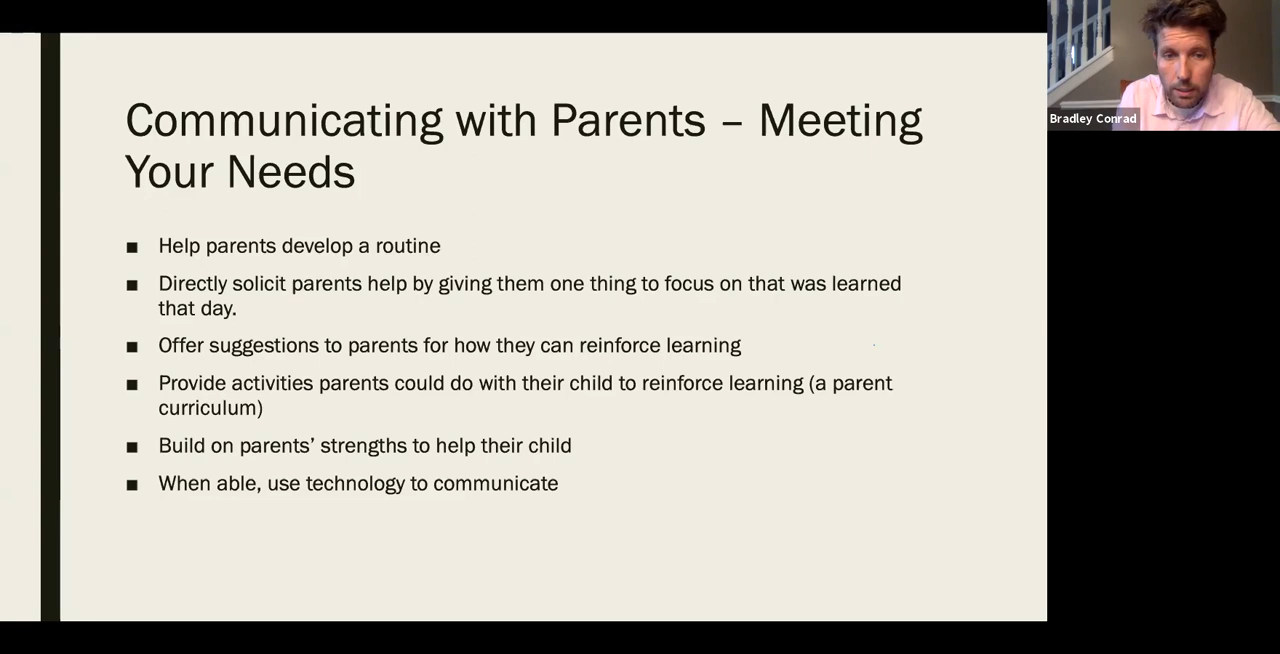 Communicating with Parents – Meeting
Your Needs
■ Help parents develop a routine
■ Directly solicit parents help by giving them one thing to focus on that was learned
that day.
■ Offer suggestions to parents for how they can reinforce learning
■ Provide activities parents could do with their child to reinforce learning (a parent
curriculum)
■ Build on parents’ strengths to help their child
■ When able, use technology to communicate
Bradley Conrad